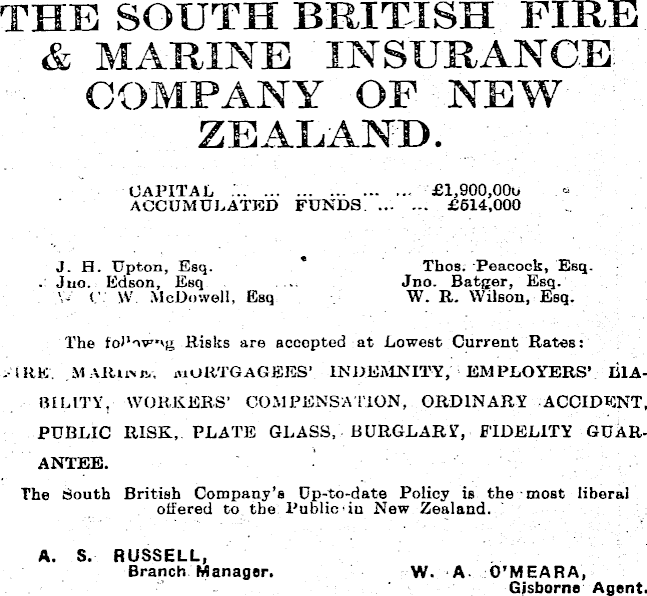 THE SOUTH BRITISH FIRE
& MARINE INSURANCE
COMPANY OF NEW
ZEALAND.
CAPITAL ... ... ... ... ... ... £1,900,000
ACCUMULATED FUNDS. ... ... £614,000
J. H. Upton, Esq. Thos. Peacock, Esq.
Jno. Edson, Esq Jno. Batger, Esq.
C. W. McDowell, Esq W. R. Wilson, Esq.
The following Risks are accepted at Lowest Current Rates:
FIRE, MARINE, MORTGAGEES' INDEMNITY, EMPLOYERS' LIA-
BILITY, WORKERS' COMPENSATION, ORDINARY ACCIDENT,
PUBLIC RISK, PLATE GLASS, BURGLARY, FIDELITY GUAR-
ANTEE.
The South British Company's Up-to-date Policy is the most liberal
offered to the Public in New Zealand.
A. S. RUSSELL,
Branch Manager.
W. A. O'MEARA,
Gisborne Agent.